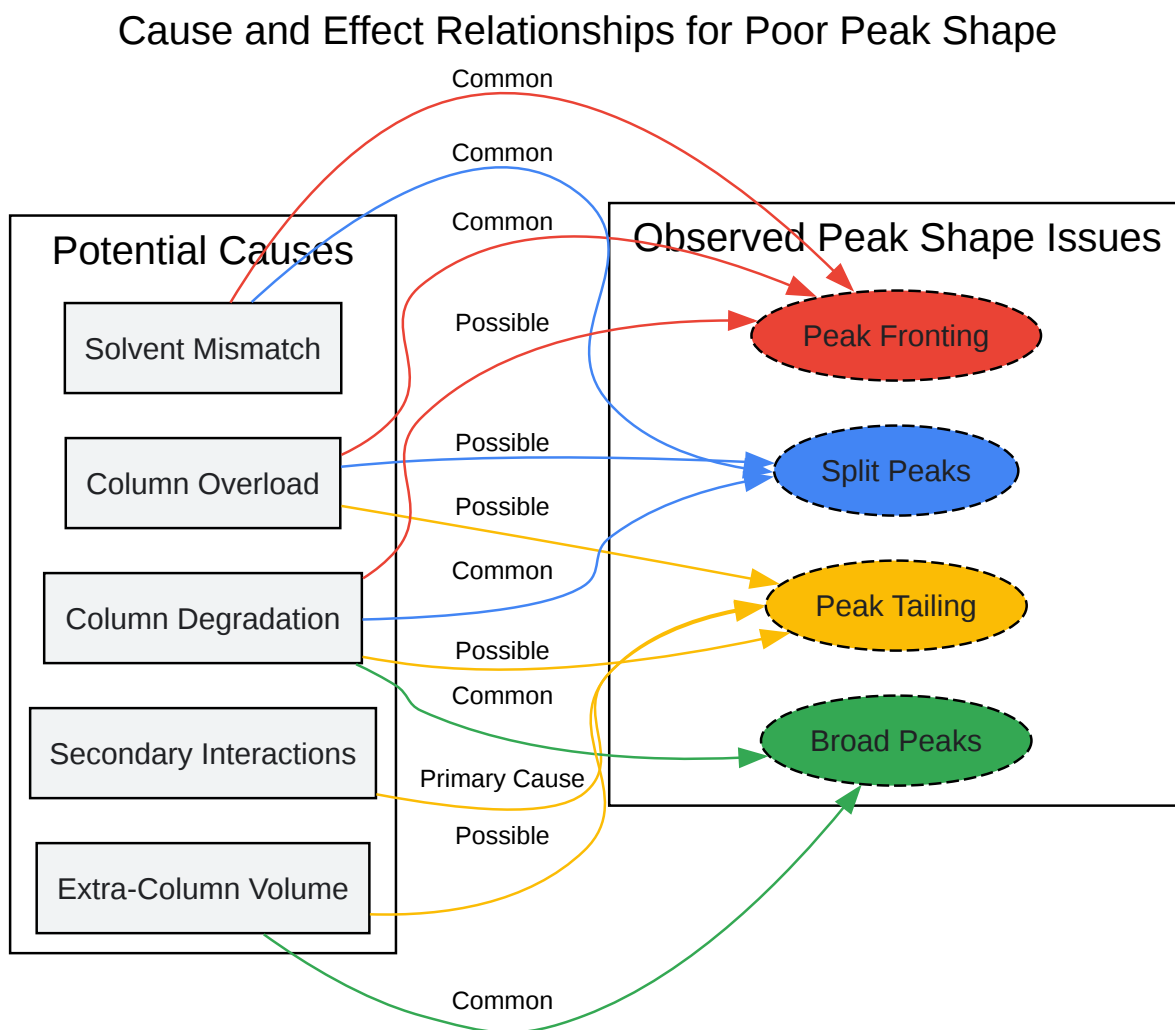 Cause and Effect Relationships for Poor Peak Shape
Common
Common
Common
Possible
Possible
Possible
Common
Possible
Common
Primary Cause
Possible
Common
Potential Causes
Solvent Mismatch
Column Overload
Column Degradation
Secondary Interactions
Extra-Column Volume
Observed Peak Shape Issues
Peak Fronting
Split Peaks
Peak Tailing
Broad Peaks